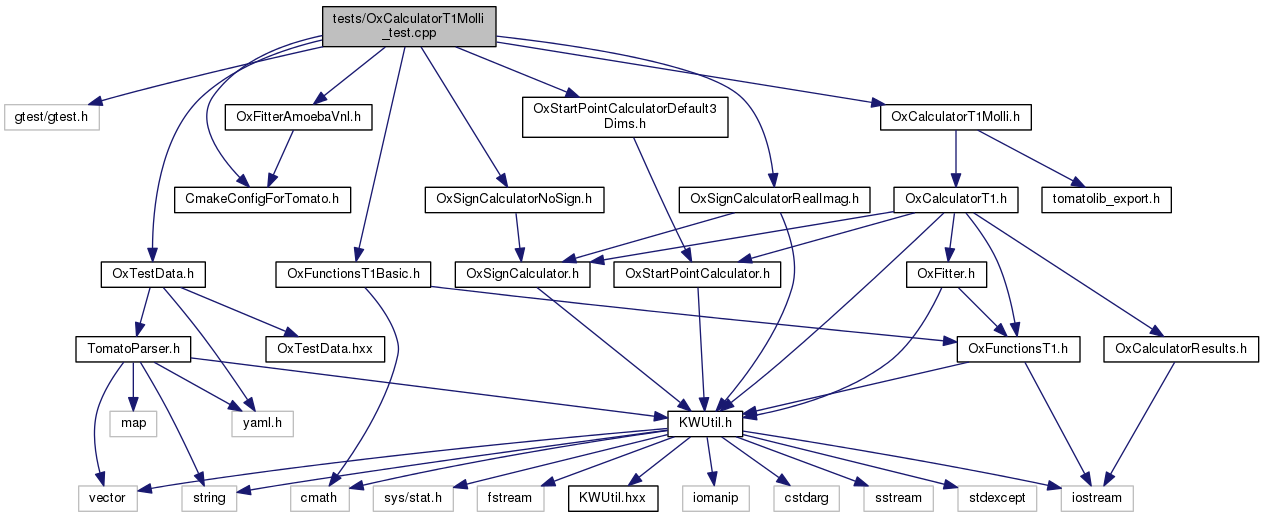 tests/OxCalculatorT1Molli
_test.cpp
gtest/gtest.h
OxFitterAmoebaVnl.h
OxStartPointCalculatorDefault3
Dims.h
OxCalculatorT1Molli.h
CmakeConfigForTomato.h
OxSignCalculatorNoSign.h
OxSignCalculatorRealImag.h
OxCalculatorT1.h
tomatolib_export.h
OxTestData.h
OxFunctionsT1Basic.h
OxSignCalculator.h
OxStartPointCalculator.h
OxFitter.h
TomatoParser.h
OxTestData.hxx
OxFunctionsT1.h
OxCalculatorResults.h
map
yaml.h
KWUtil.h
vector
string
cmath
sys/stat.h
fstream
KWUtil.hxx
iomanip
cstdarg
sstream
stdexcept
iostream